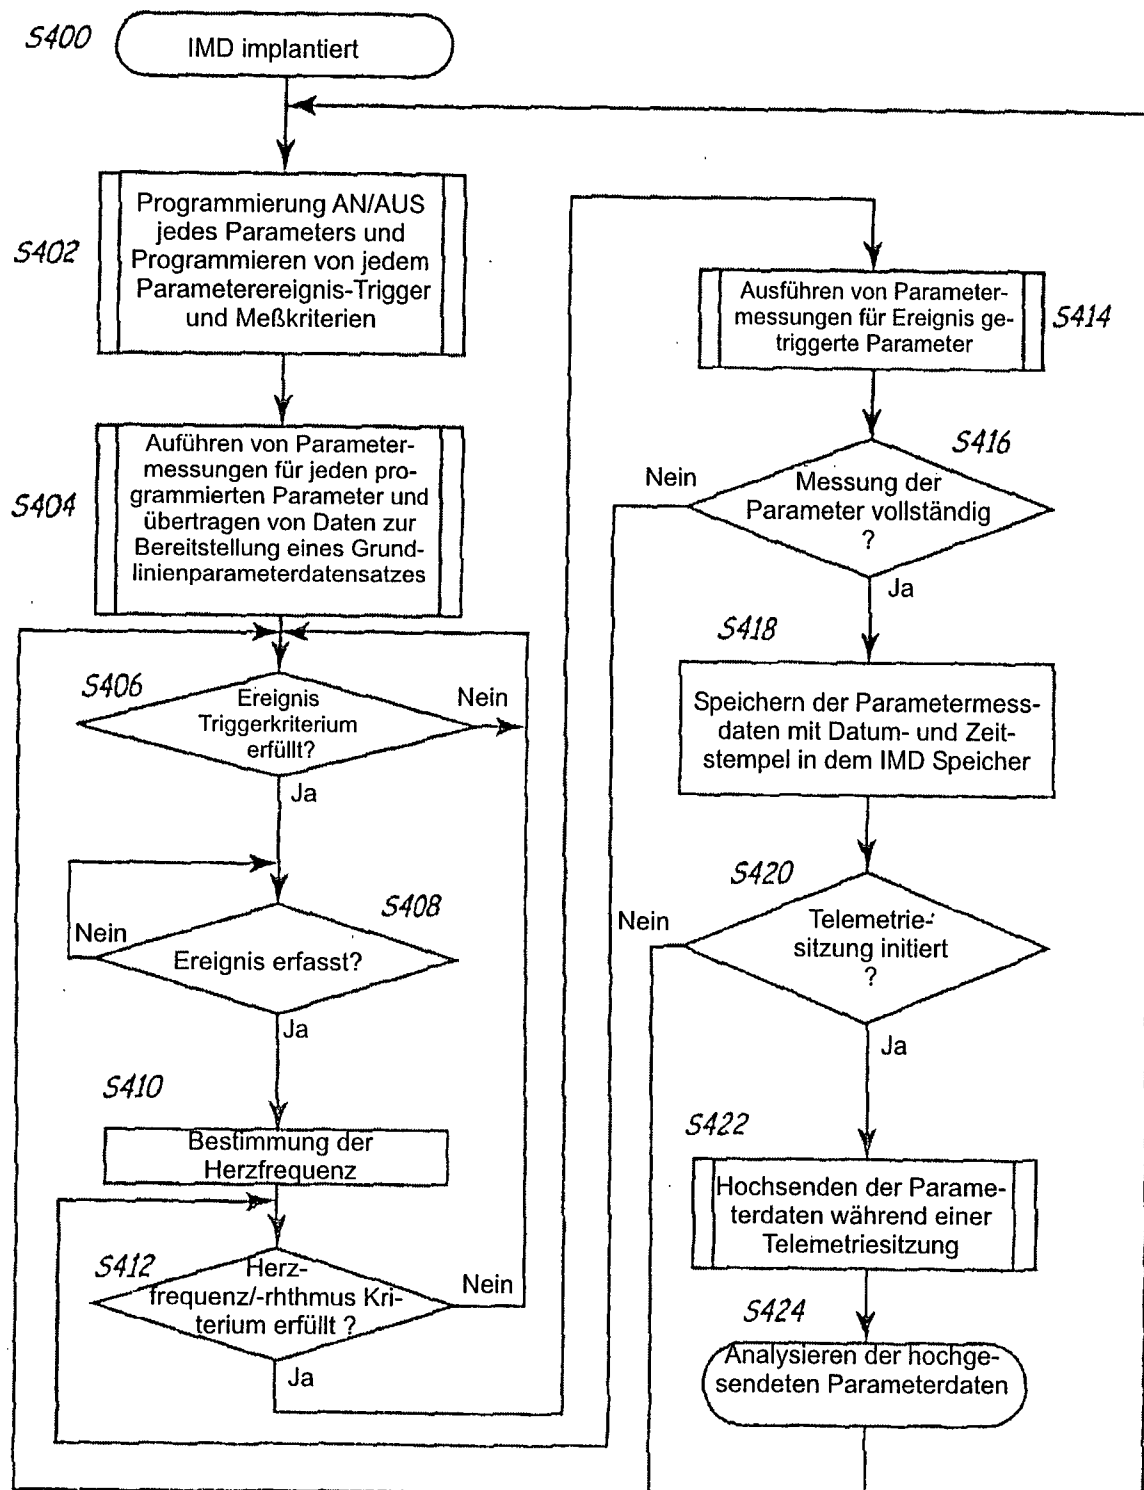 S400
IMD implantiert
S402
Programmierung AN/AUS
jedes Parameters und
Programmieren von jedem
Parameterereignis-Trigger
und Meßkriterien
S404
Auführen von Parameter-
messungen für jeden pro-
grammierten Parameter und
übertragen von Daten zur
Bereitstellung eines Grund-
linienparameterdatensatzes
S406
Ereignis
Triggerkriterium
erfüllt?
Nein
Ja
S408
Ereignis erfasst?
Nein
Ja
S410
Bestimmung der
Herzfrequenz
S412
Herz-
frequenz/-rhthmus Kri-
terium erfüllt ?
Nein
Ja
Ausführen von Parameter-
messungen für Ereignis ge-
triggerte Parameter
S414
S416
Nein
Messung der
Parameter vollständig
?
Ja
S418
Speichern der Parametermess-
daten mit Datum- und Zeit-
stempel in dem IMD Speicher
S420
Nein
Telemetrie-
sitzung initiert
?
Ja
S422
Hochsenden der Parame-
terdaten während einer
Telemetriesitzung
S424
Analysieren der hochge-
sendeten Parameterdaten